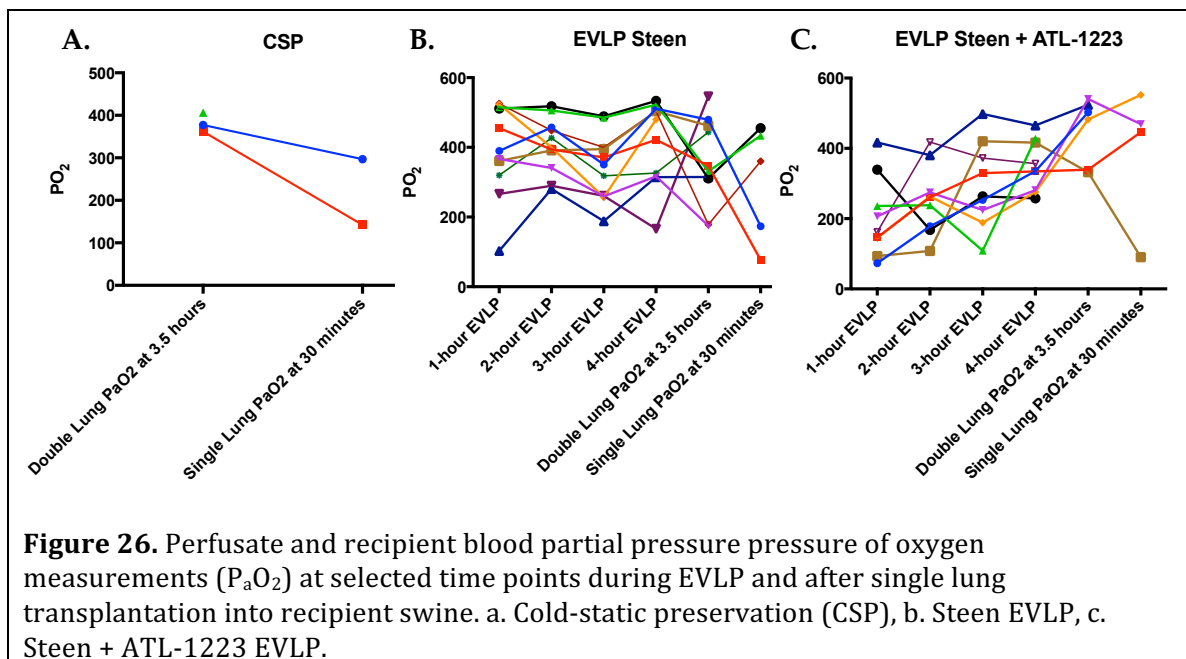 A.
CSP
PO2
500
400
300
200
100
0
Double Lung PaO2 at 3.5 hours
Single Lung PaO2 at 30 minutes
B.
EVLP Steen
PO2
600
400
200
0
1-hour EVLP
2-hour EVLP
3-hour EVLP
4-hour EVLP
Double Lung PaO2 at 3.5 hours
Single Lung PaO2 at 30 minutes
C.
EVLP Steen + ATL-1223
PO2
600
400
200
0
1-hour EVLP
2-hour EVLP
3-hour EVLP
4-hour EVLP
Double Lung PaO2 at 3.5 hours
Single Lung PaO2 at 30 minutes
Figure 26. Perfusate and recipient blood partial pressure pressure of oxygen
measurements (PaO2) at selected time points during EVLP and after single lung
transplantation into recipient swine. a. Cold-static preservation (CSP), b. Steen EVLP, c.
Steen + ATL-1223 EVLP.